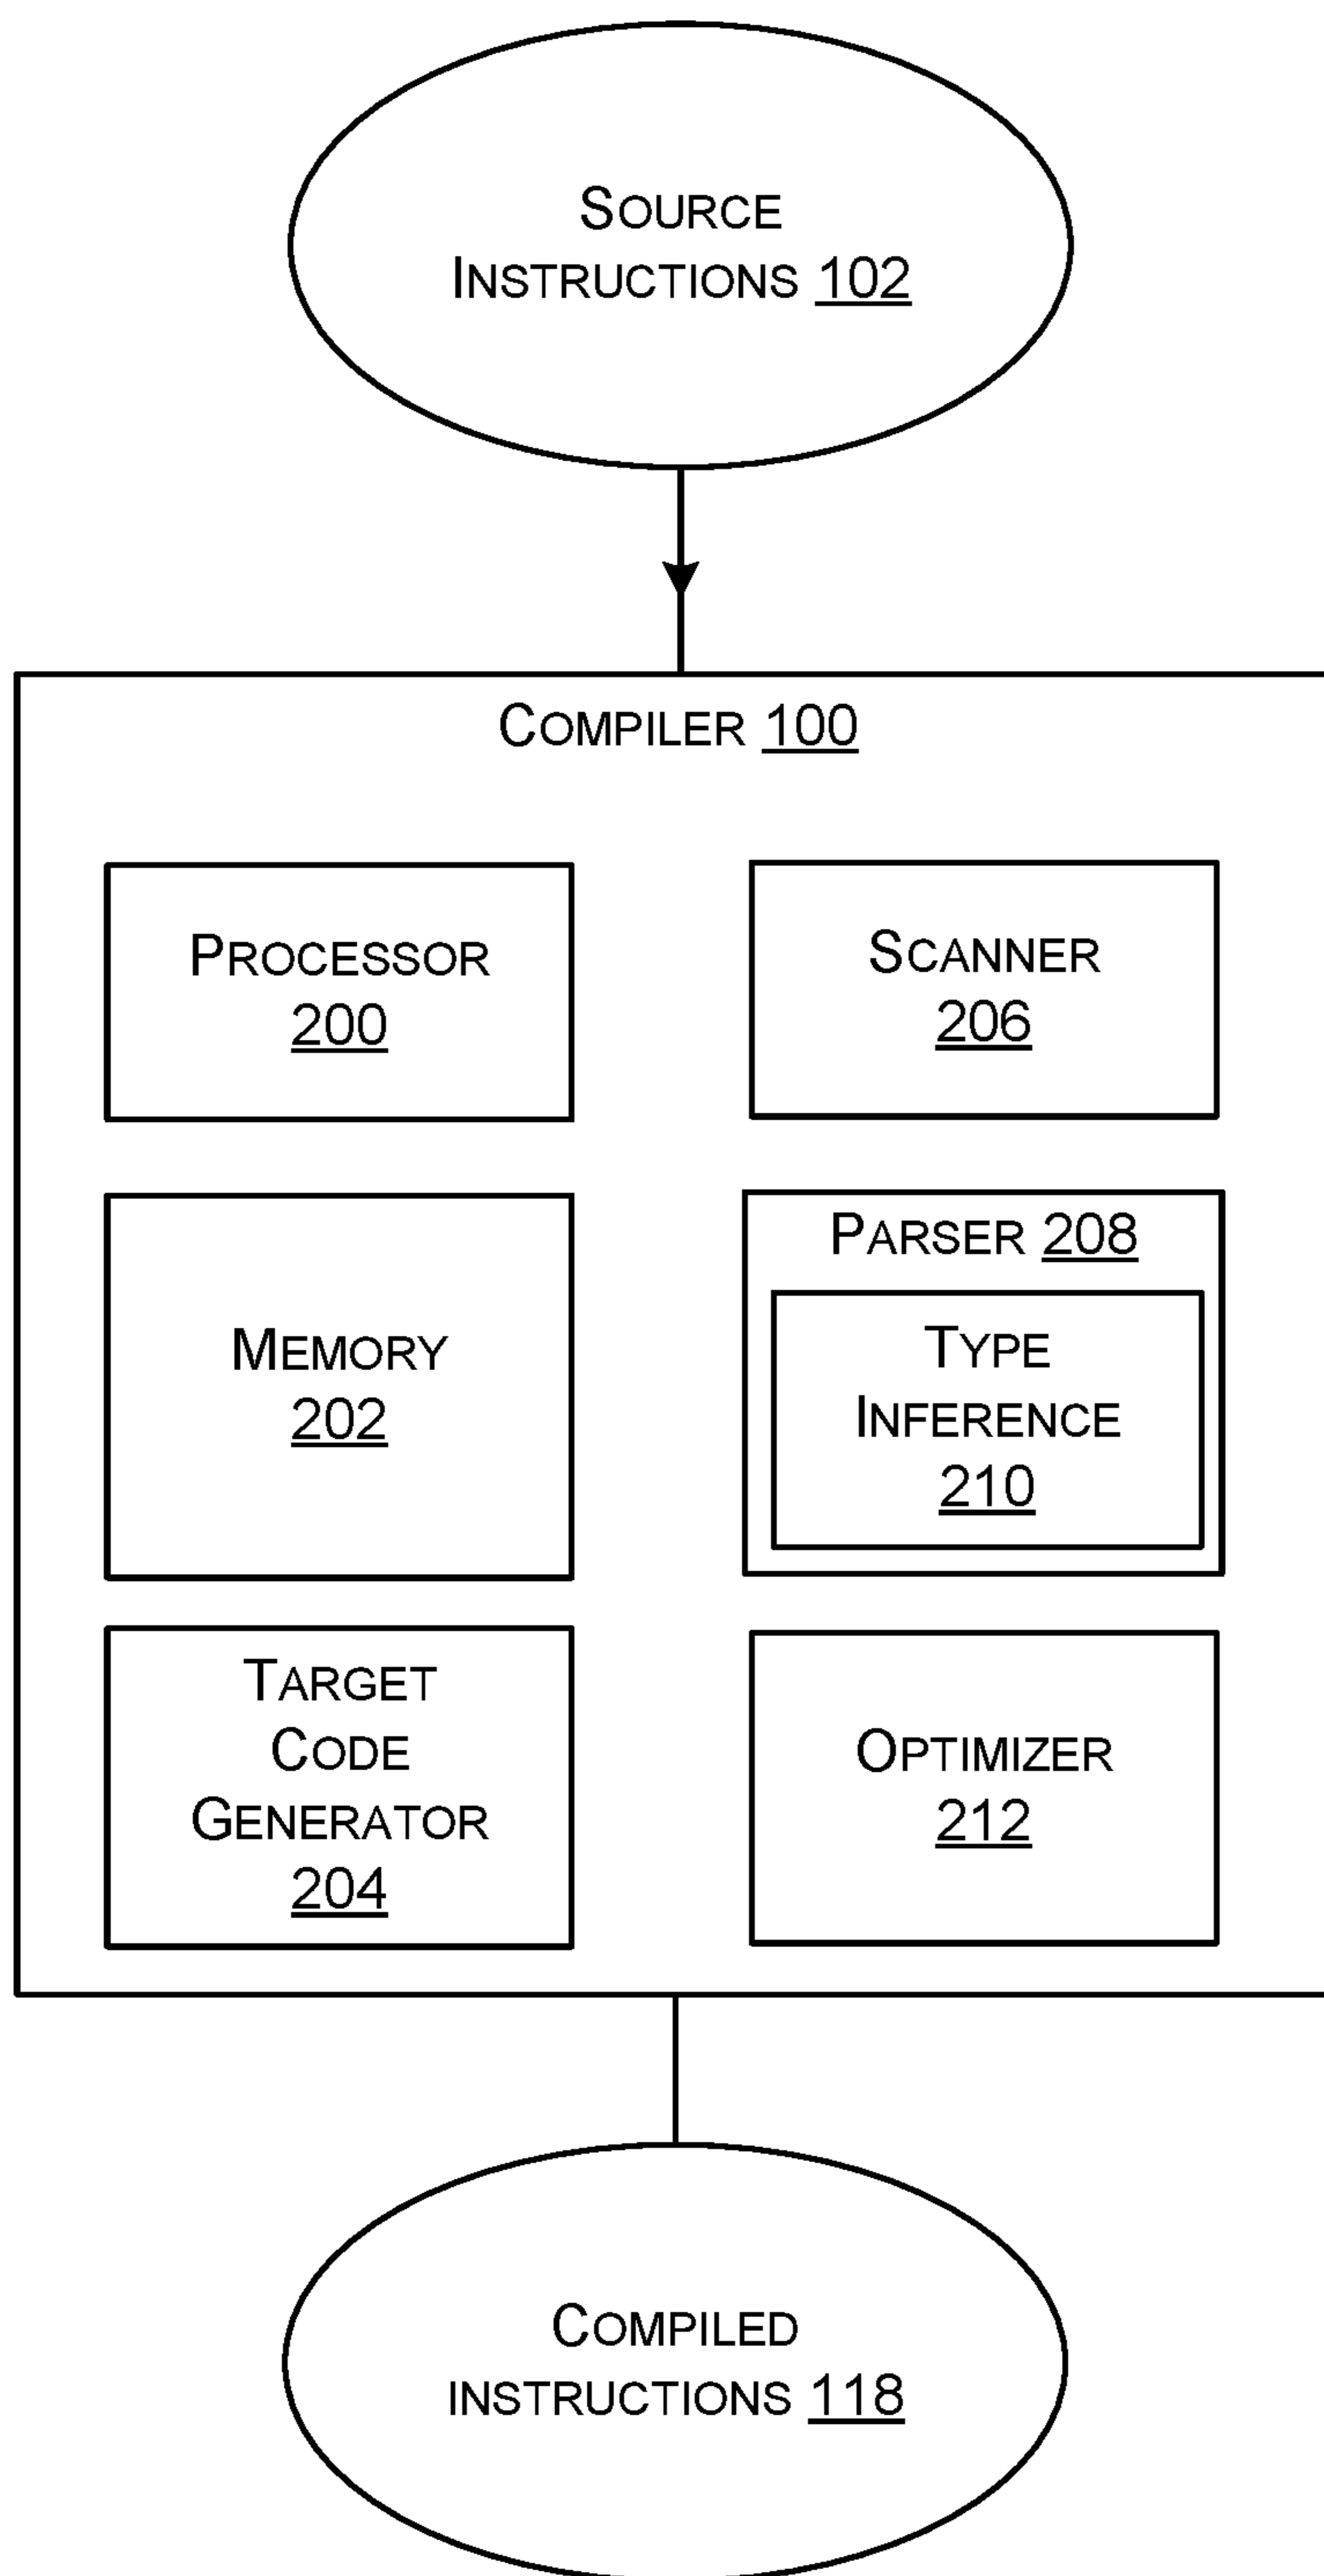 SOURCE
INSTRUCTIONS 102
COMPILER 100
PROCESSOR
200
SCANNER
206
MEMORY
202
PARSER 208
TYPE
INFERENCE
210
TARGET
CODE
GENERATOR
204
OPTIMIZER
212
COMPILED
INSTRUCTIONS 118